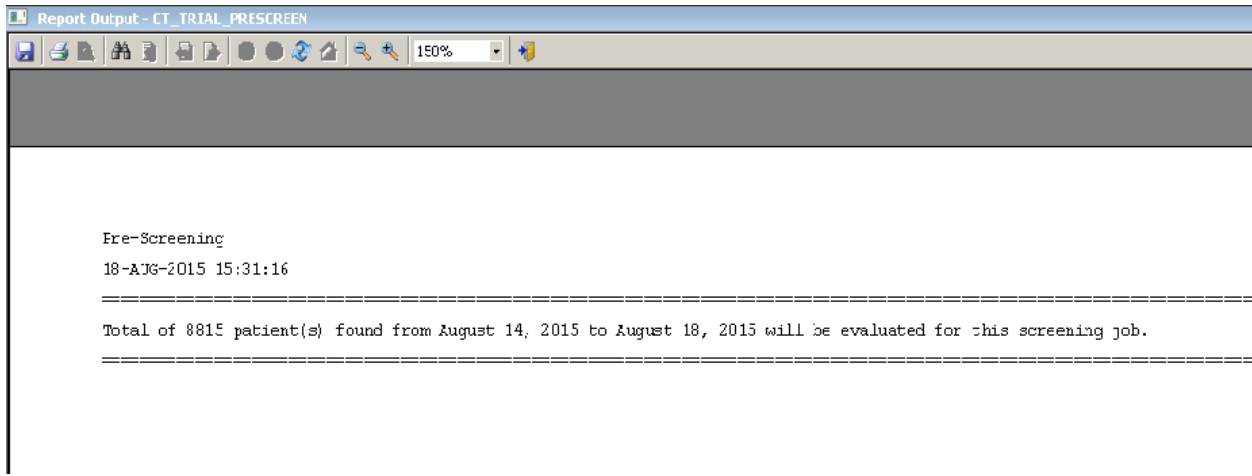 Report Output - CT_TRIAL_PRESCREEN
150%
Pre-Screening
18-AUG-2015 15:31:16
Total of 8815 patient(s) found from August 14, 2015 to August 18, 2015 will be evaluated for this screening job.